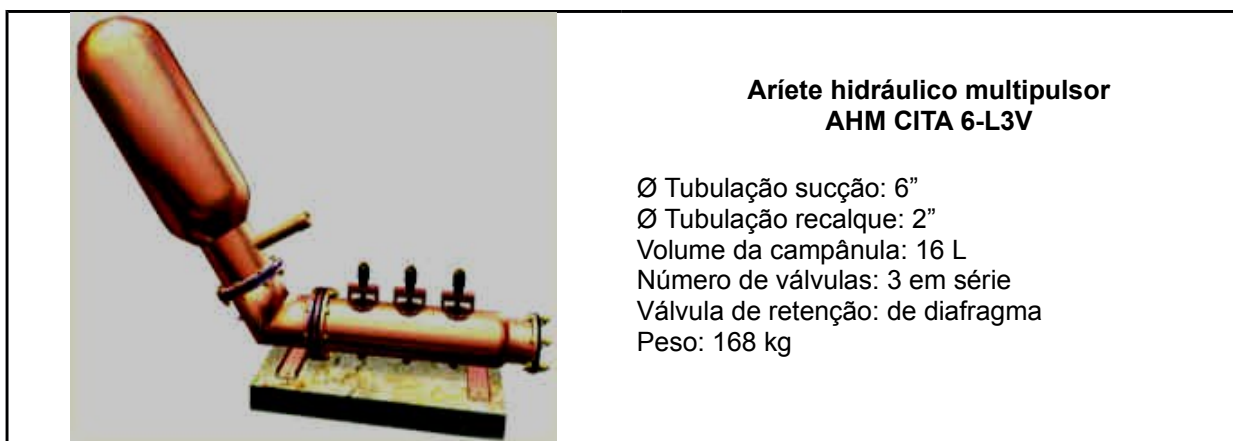 Aríete hidráulico multipulsor
AHM CITA 6-L3V
Ø Tubulação sucção: 6”
Ø Tubulação recalque: 2”
Volume da campânula: 16 L
Número de válvulas: 3 em série
Válvula de retenção: de diafragma
Peso: 168 kg